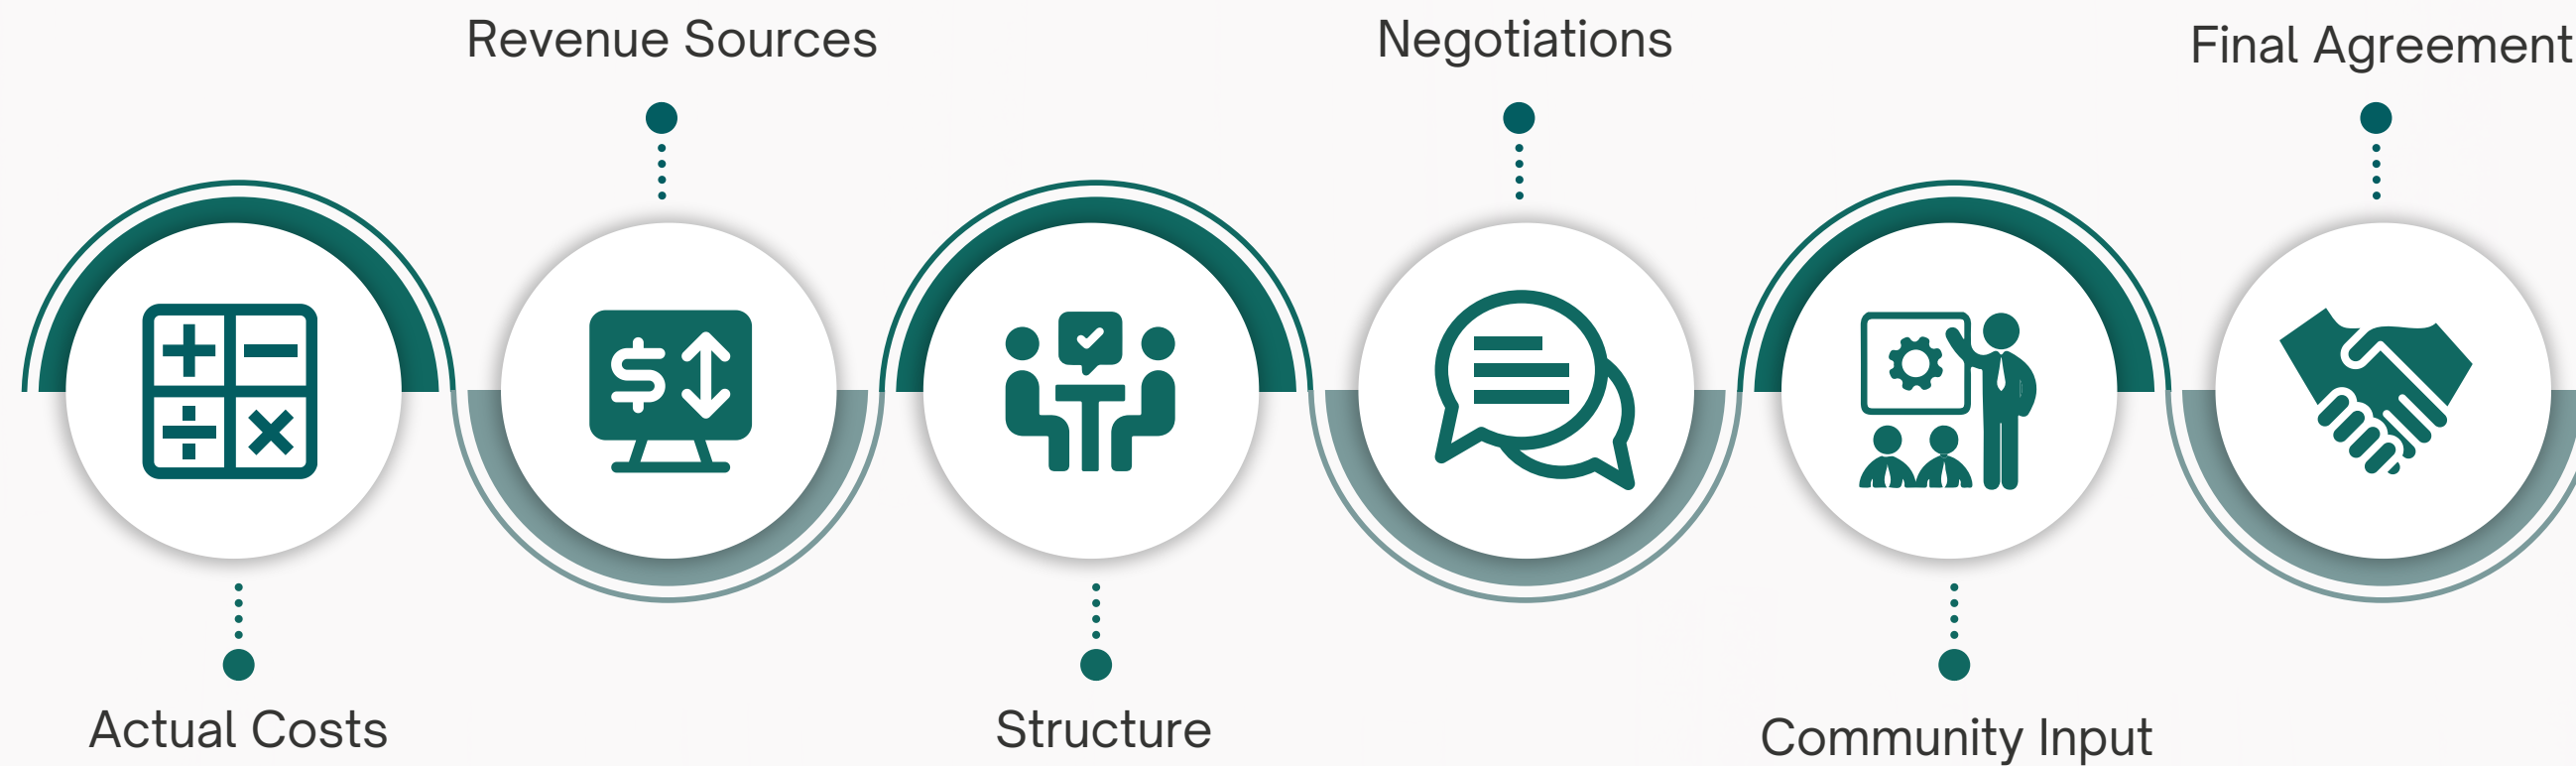 Revenue Sources
Negotiations
Final Agreement
Actual Costs
Structure
Community Input